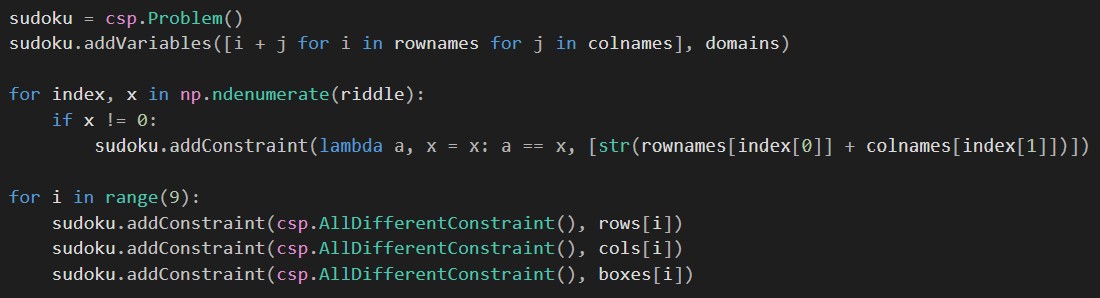 sudoku = csp.Problem()
sudoku.addVariables([i + j for i in rownames for j in colnames], domains)
for index, x in np.ndenumerate(riddle):
    if x != 0:
        sudoku.addConstraint(lambda a, x = x: a == x, [str(rownames[index[0]] + colnames[index[1]])])
for i in range(9):
    sudoku.addConstraint(csp.AllDifferentConstraint(), rows[i])
    sudoku.addConstraint(csp.AllDifferentConstraint(), cols[i])
    sudoku.addConstraint(csp.AllDifferentConstraint(), boxes[i])